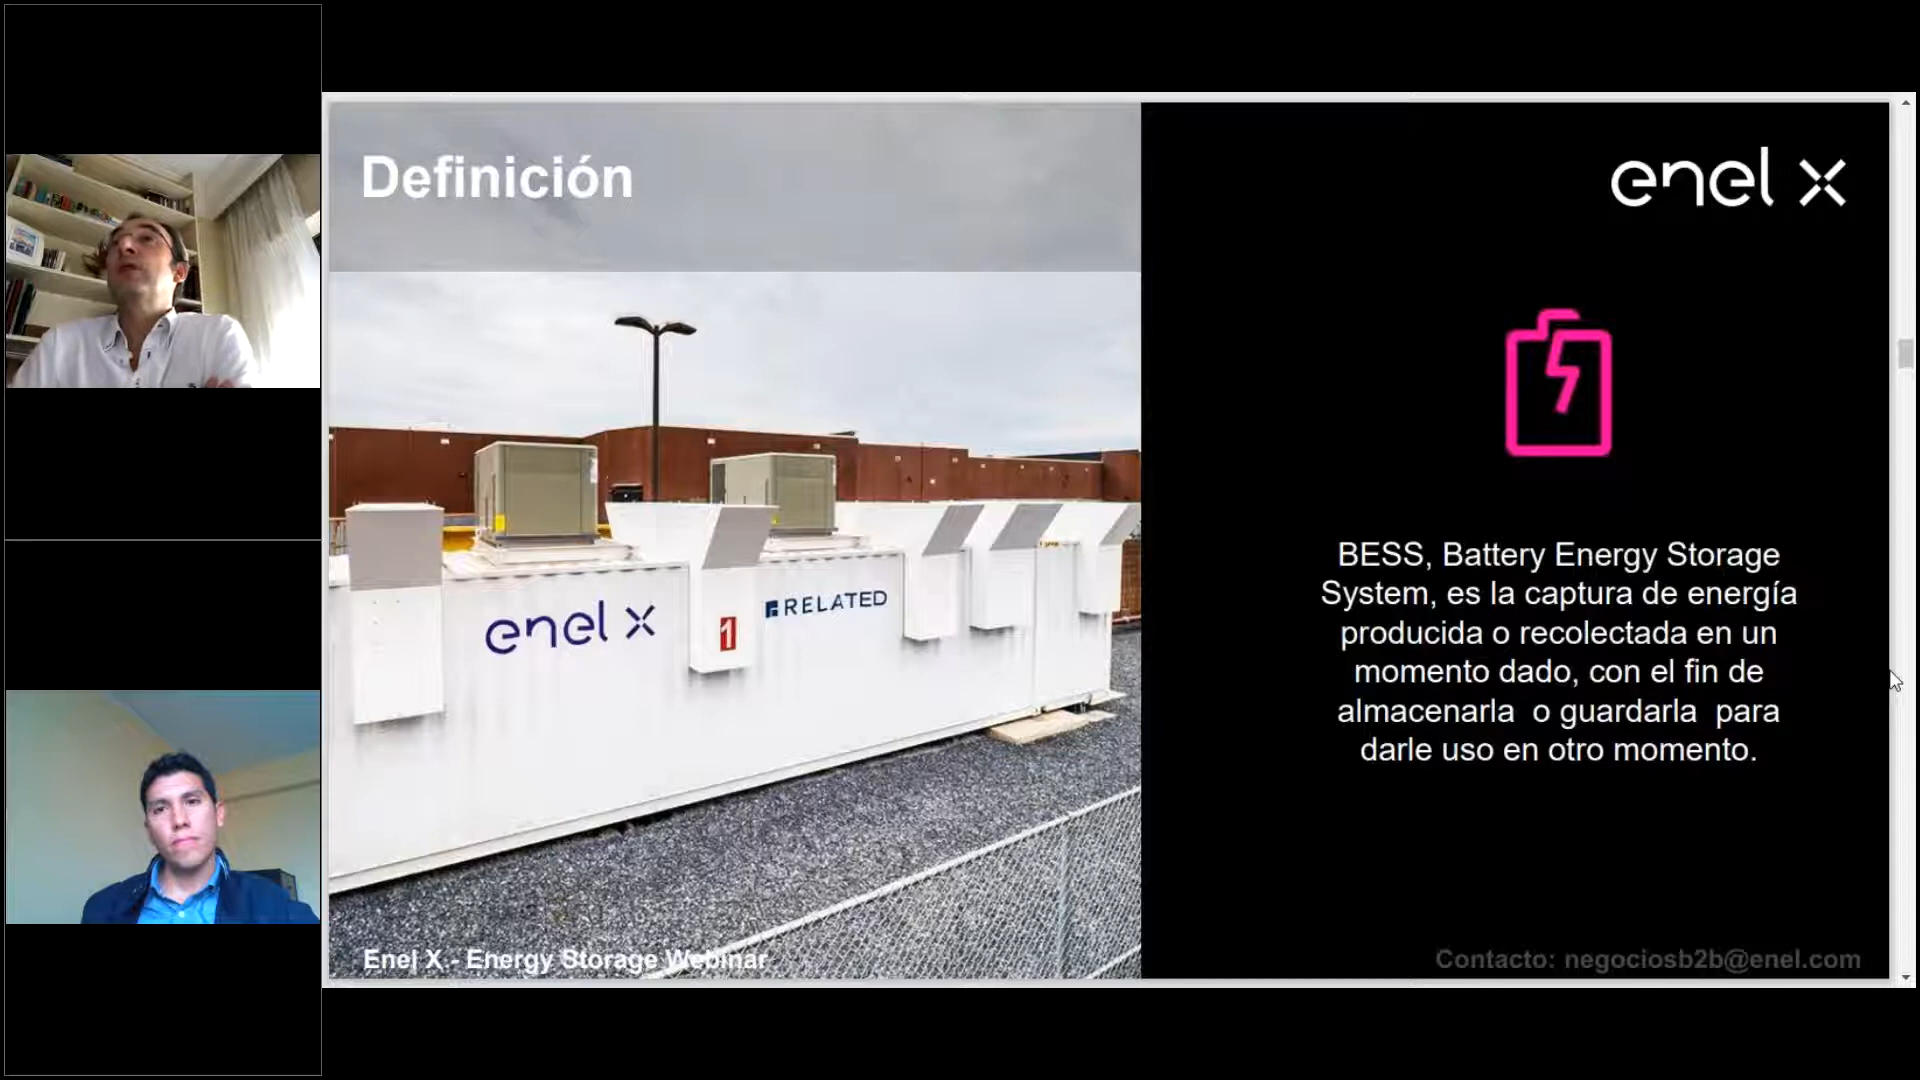 Definición
enel x
enel x
RELATED
1
BESS, Battery Energy Storage
System, es la captura de energía
producida o recolectada en un
momento dado, con el fin de
almacenarla o guardarla para
darle uso en otro momento.
Enel X - Energy Storage Webinar
Contacto: negociosb2b@enel.com